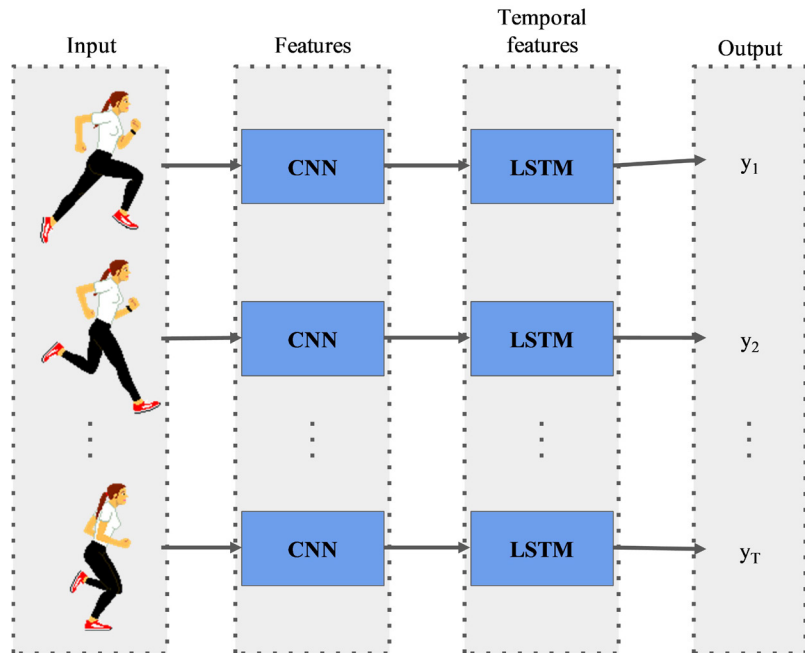 Input
Features
Temporal
features
Output
CNN
LSTM
y1
CNN
LSTM
y2
CNN
LSTM
yT